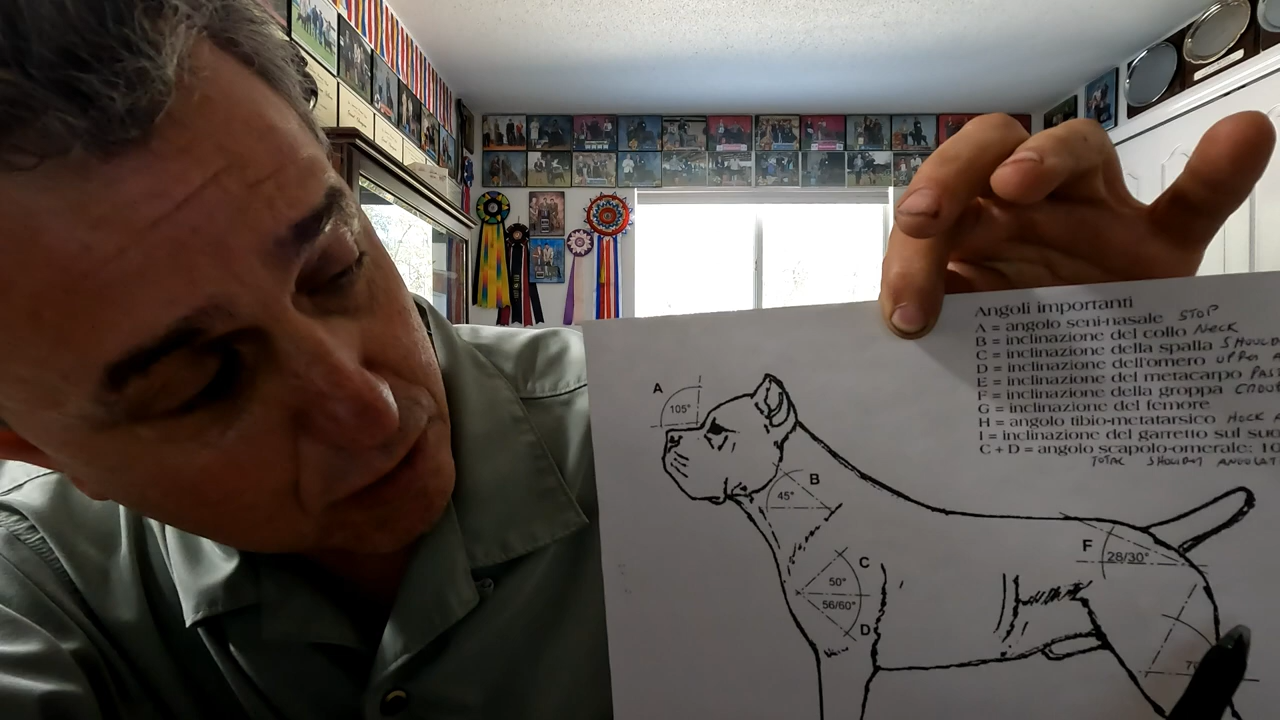 Angoli importanti
A = angolo seni-nasale STOP
B = inclinazione del collo NECK
C = inclinazione della spalla
D = inclinazione dell'omero UPPER
E = inclinazione del metacarpo
F = inclinazione della groppa
G = inclinazione del femore
H = angolo tibio-metatarsico HOCK
I = inclinazione del garretto sul
C + D = angolo scapolo-omerale:
TOTAL SHOULDER
A
105°
B
45°
C
50°
56/60°
D
F
28/30°